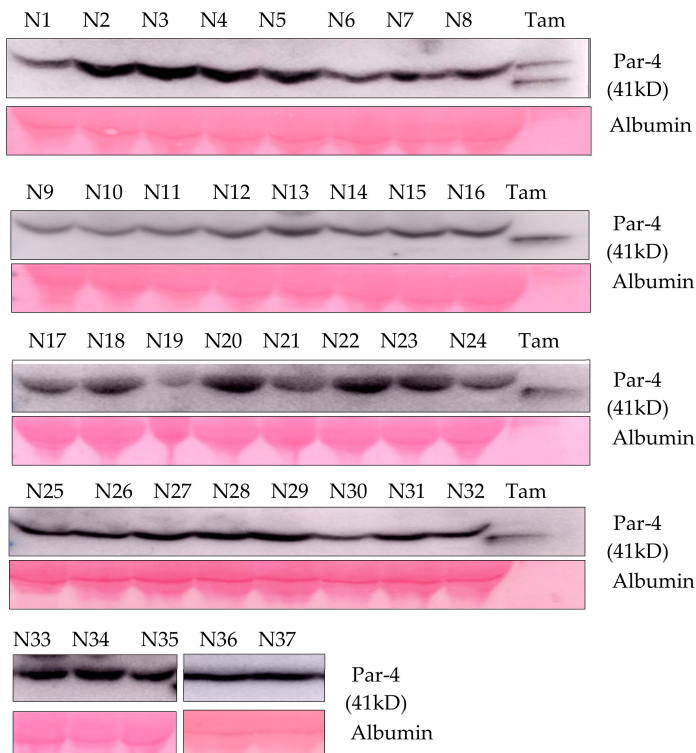 N1 N2 N3 N4 N5 N6 N7 N8 Tam
Par-4
(41kD)
Albumin
N9 N10 N11 N12 N13 N14 N15 N16 Tam
Par-4
(41kD)
Albumin
N17 N18 N19 N20 N21 N22 N23 N24 Tam
Par-4
(41kD)
Albumin
N25 N26 N27 N28 N29 N30 N31 N32 Tam
Par-4
(41kD)
Albumin
N33 N34 N35 N36 N37
Par-4
(41kD)
Albumin